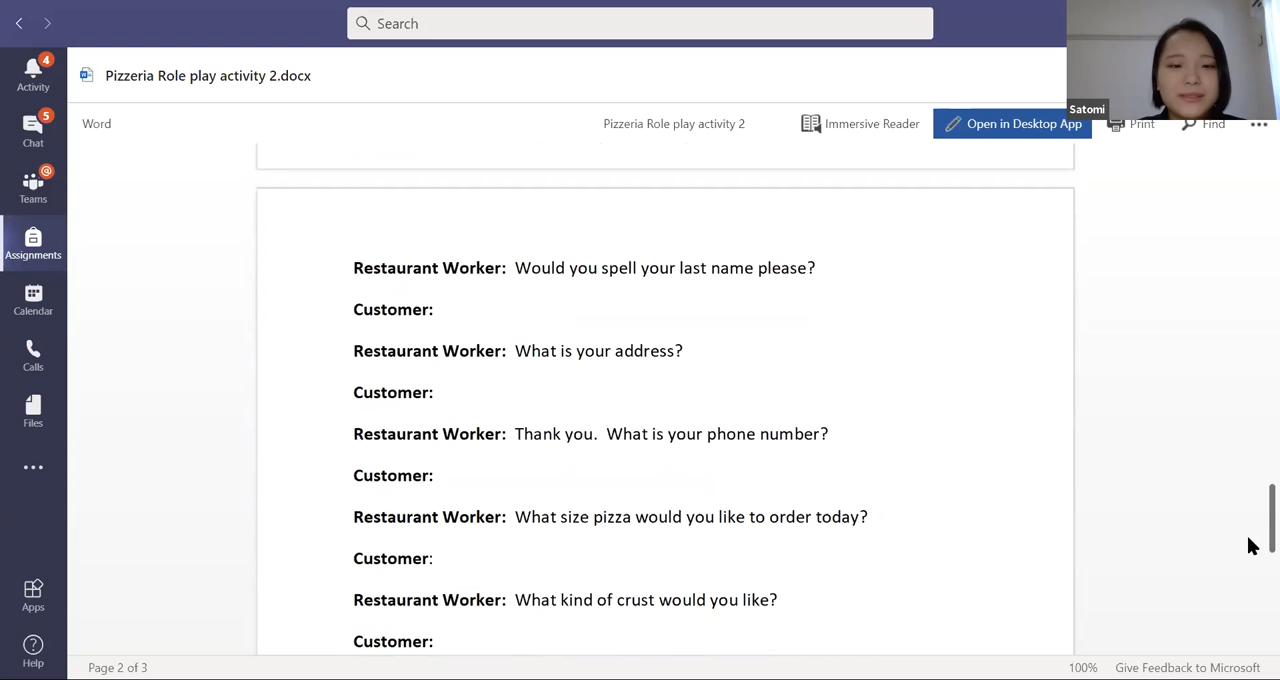 Search
Activity
4
Chat
5
Teams
@
Assignments
Calendar
Calls
Files
Apps
Help
Pizzeria Role play activity 2.docx
Satomi
Word
Pizzeria Role play activity 2
Immersive Reader
Open in Desktop App
Print
Find
Restaurant Worker: Would you spell your last name please?
Customer:
Restaurant Worker: What is your address?
Customer:
Restaurant Worker: Thank you. What is your phone number?
Customer:
Restaurant Worker: What size pizza would you like to order today?
Customer:
Restaurant Worker: What kind of crust would you like?
Customer:
Page 2 of 3
100%
Give Feedback to Microsoft